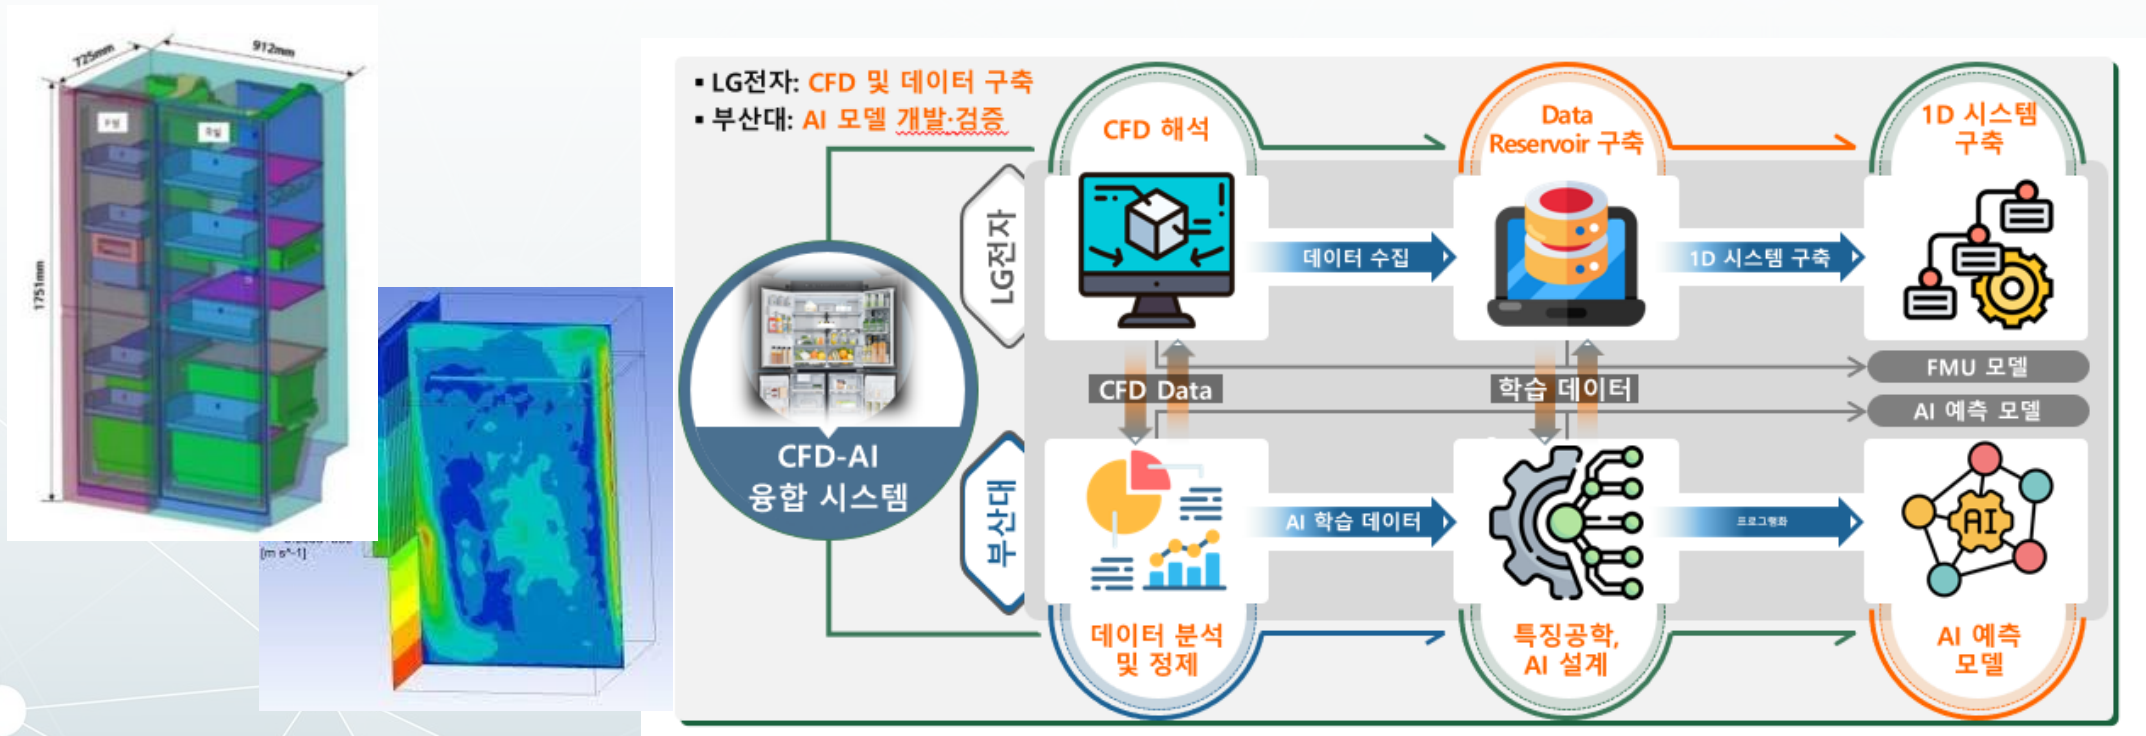 725mm
912mm
1751mm
F실
R실
[m s^-1]
▪ LG전자: CFD 및 데이터 구축
▪ 부산대: AI 모델 개발·검증
CFD 해석
Data
Reservoir 구축
1D 시스템
구축
LG전자
데이터 수집
1D 시스템 구축
FMU 모델
CFD Data
학습 데이터
AI 예측 모델
CFD-AI
융합 시스템
부산대
AI 학습 데이터
프로그램화
AI
데이터 분석
및 정제
특징공학,
AI 설계
AI 예측
모델